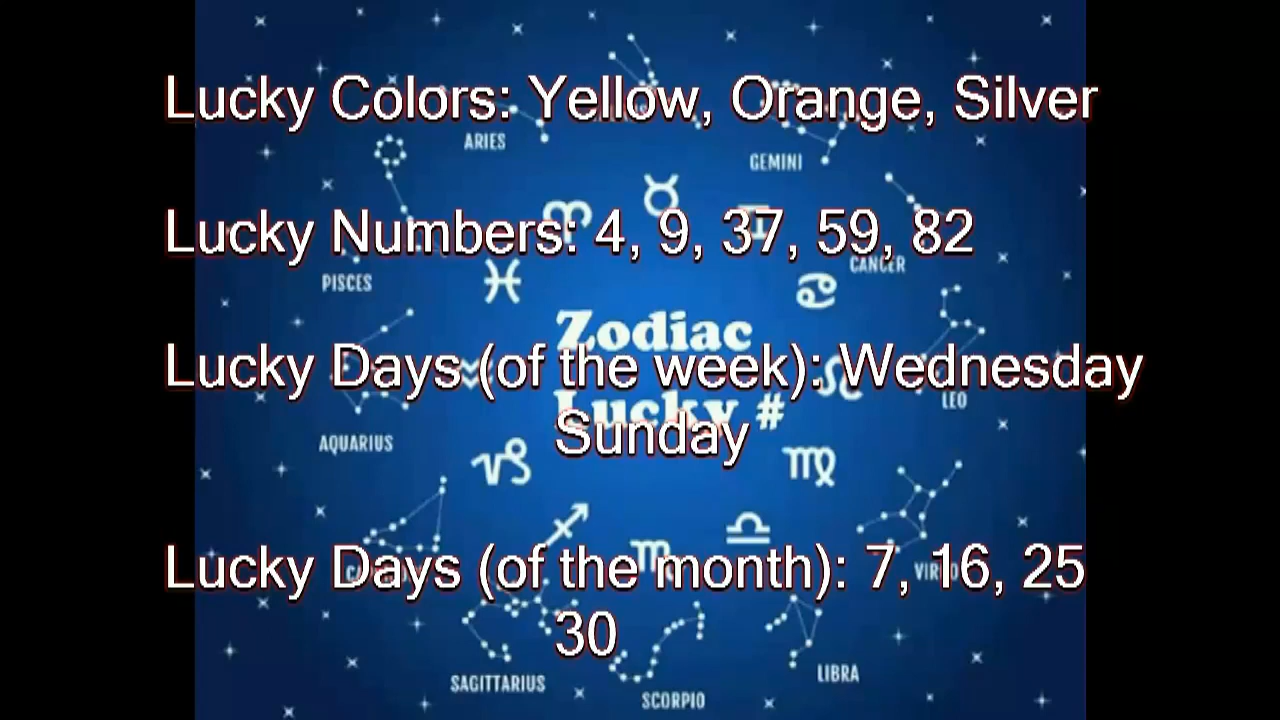 Lucky Colors: Yellow, Orange, Silver
ARIES
GEMINI
Lucky Numbers: 4, 9, 37, 59, 82
CANCER
PISCES
Zodiac
Lucky Days (of the week): Wednesday
Sunday
Lucky #
LEO
AQUARIUS
Lucky Days (of the month): 7, 16, 25
30
VIRGO
LIBRA
SAGITTARIUS
SCORPIO